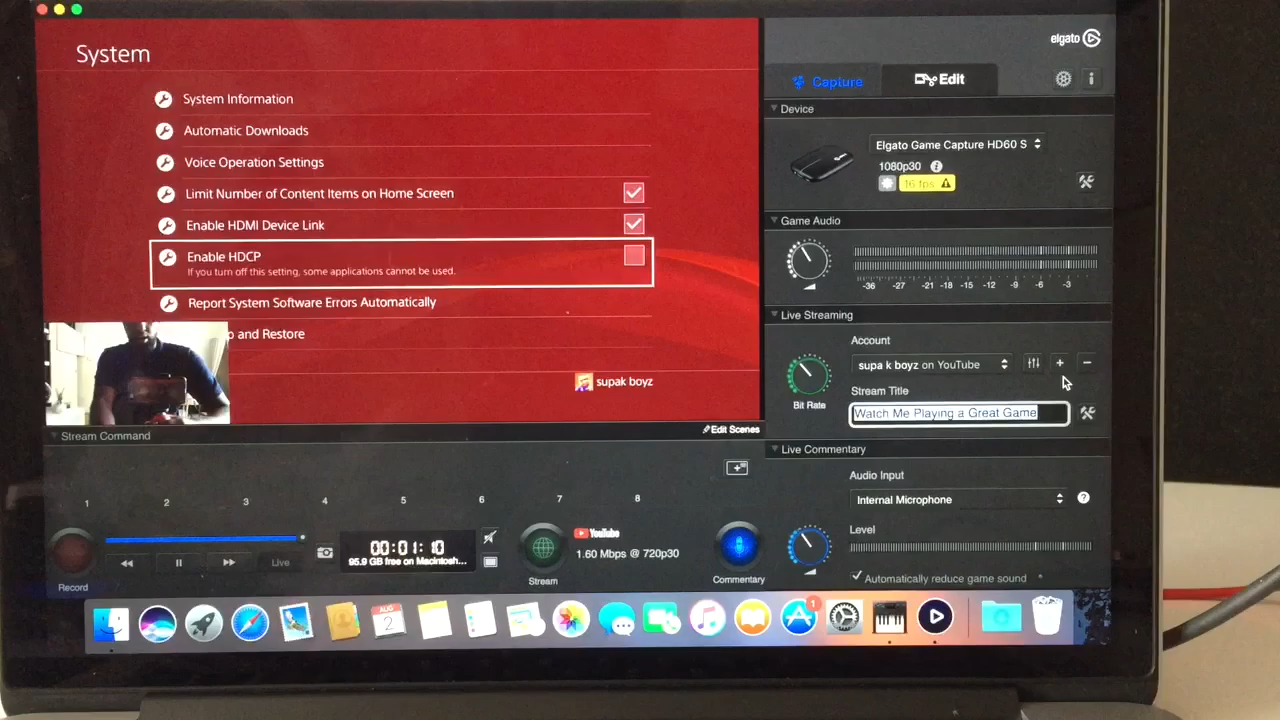 System
System Information
Automatic Downloads
Voice Operation Settings
Limit Number of Content Items on Home Screen
Enable HDMI Device Link
Enable HDCP
If you turn off this setting, some applications cannot be used.
Report System Software Errors Automatically
p and Restore
supak boyz
Edit Scenes
Stream Command
1 2 3 4 5 6 7 8
Record
Live
00:01:10
95.9 GB free on Macintosh...
Stream
YouTube
1.60 Mbps @ 720p30
Commentary
elgato
Capture
Edit
Device
Elgato Game Capture HD60 S
1080p30
16 fps
Game Audio
-36 -27 -21 -18 -15 -12 -9 -6 -3
Live Streaming
Account
supa k boyz on YouTube
Bit Rate
Stream Title
Watch Me Playing a Great Game
Live Commentary
Audio Input
Internal Microphone
Level
Automatically reduce game sound
AUG
2
1